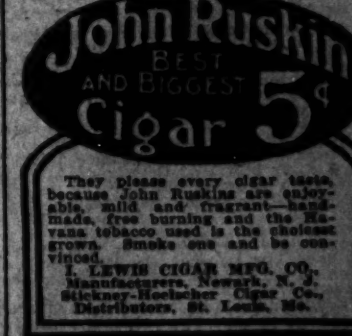 John Ruskin
BEST
AND BIGGEST
Cigar 5¢
They please every cigar taste,
because John Ruskins are enjoy-
able, mild and fragrant—hand-
made, free burning and the Ha-
vana tobacco used is the choicest
grown. Smoke one and be con-
vinced.
I. LEWIS CIGAR MFG. CO.,
Manufacturers, Newark, N. J.
Stickney-Hoelscher Cigar Co.,
Distributors, St. Louis, Mo.